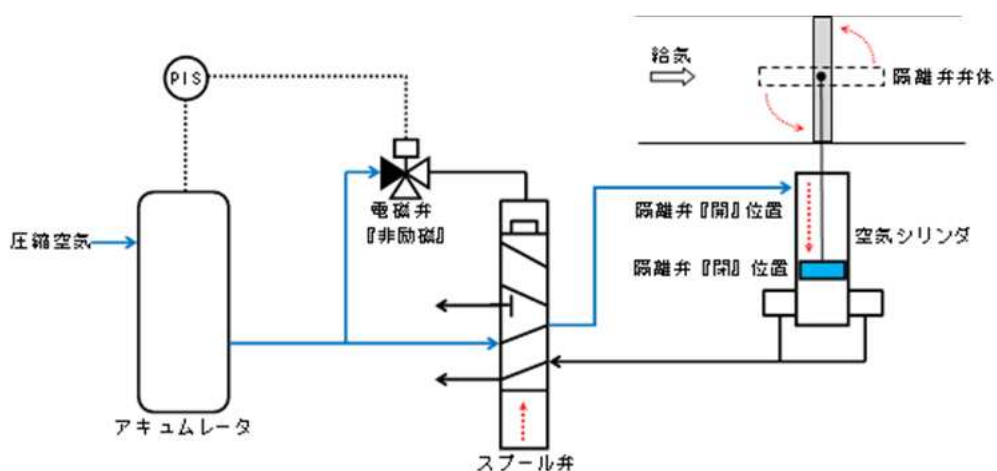 給気
隔離弁弁体
PIS
電磁弁
『非励磁』
圧縮空気
隔離弁『開』位置
空気シリンダ
隔離弁『閉』位置
アキュムレータ
スプール弁